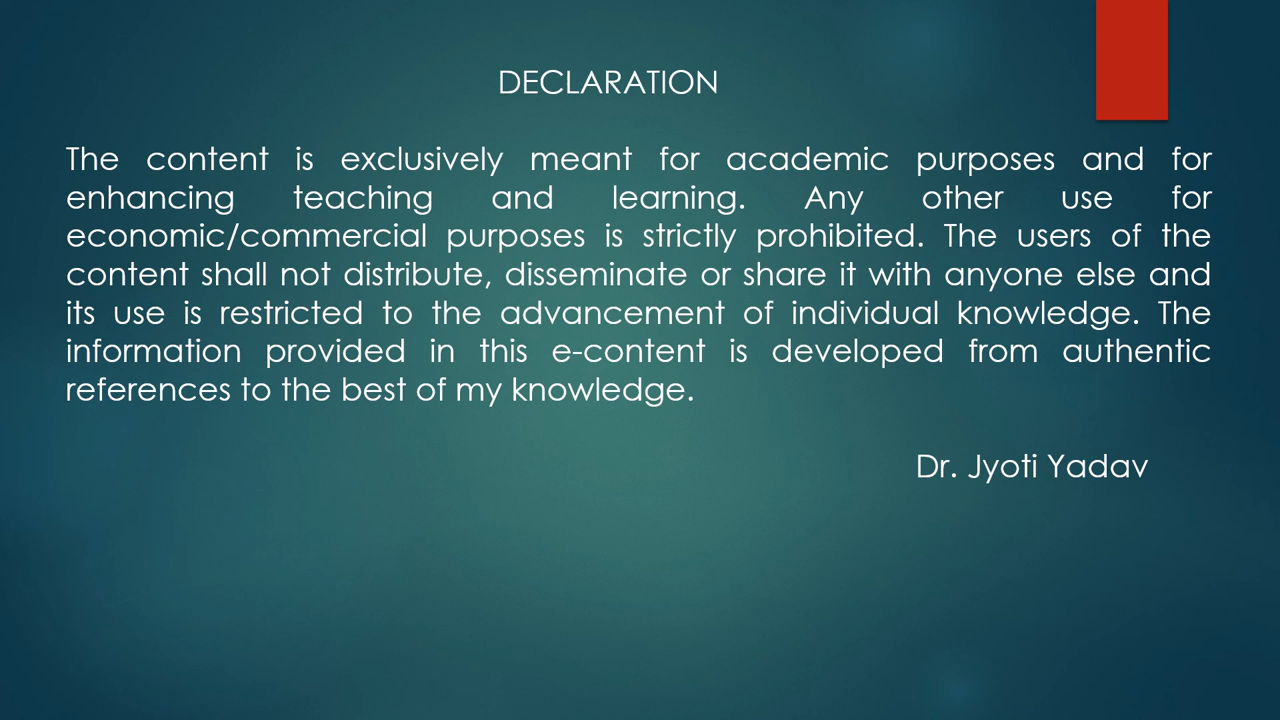 DECLARATION
The content is exclusively meant for academic purposes and for
enhancing teaching and learning. Any other use for
economic/commercial purposes is strictly prohibited. The users of the
content shall not distribute, disseminate or share it with anyone else and
its use is restricted to the advancement of individual knowledge. The
information provided in this e-content is developed from authentic
references to the best of my knowledge.
Dr. Jyoti Yadav